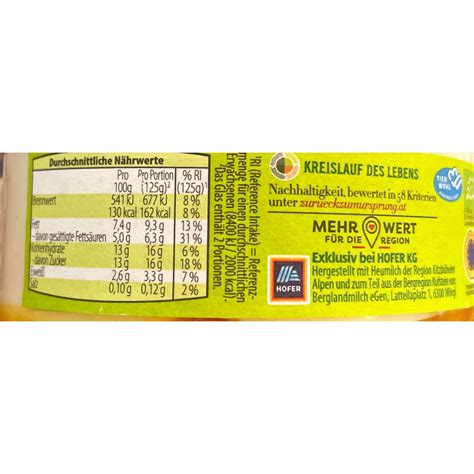 Durchschnittliche Nährwerte
Pro 100g Pro Portion (125g)² % RI (125g)¹
Brennwert 541 kJ 677 kJ 8 %
130 kcal 162 kcal 8 %
Fett 7,4 g 9,3 g 13 %
- davon gesättigte Fettsäuren 5,0 g 6,3 g 31 %
Kohlenhydrate 13 g 16 g 6 %
- davon Zucker 13 g 16 g 18 %
Eiweiß 2,6 g 3,3 g 7 %
Salz 0,10 g 0,12 g 2 %
¹RI (Reference Intake) = Referenz-
menge für einen durchschnittlichen
Erwachsenen (8400 kJ / 2000 kcal).
²Das Glas enthält 2 Portionen.
KREISLAUF DES LEBENS
Nachhaltigkeit, bewertet in 58 Kriterien
unter zurückzumursprung.at
TIER
WOHL
MEHR WERT
FÜR DIE REGION
HOFER
Exklusiv bei HOFER KG
Hergestellt mit Heumilch der Region Kitzbüheler
Alpen und zum Teil aus der Bergregion Kufstein von:
Berglandmilch eGen, Lattellaplatz 1, 6300 Wörgl